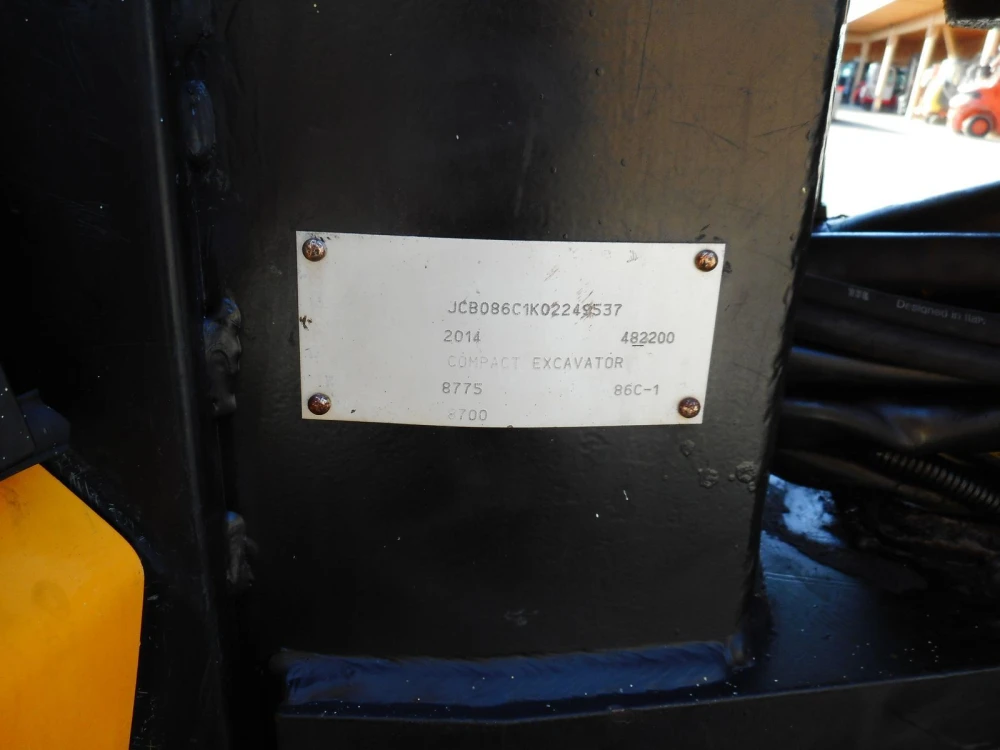 JCB086C1K02249537
2014 482200
COMPACT EXCAVATOR
8775 86C-1
8700
Designed in Italy